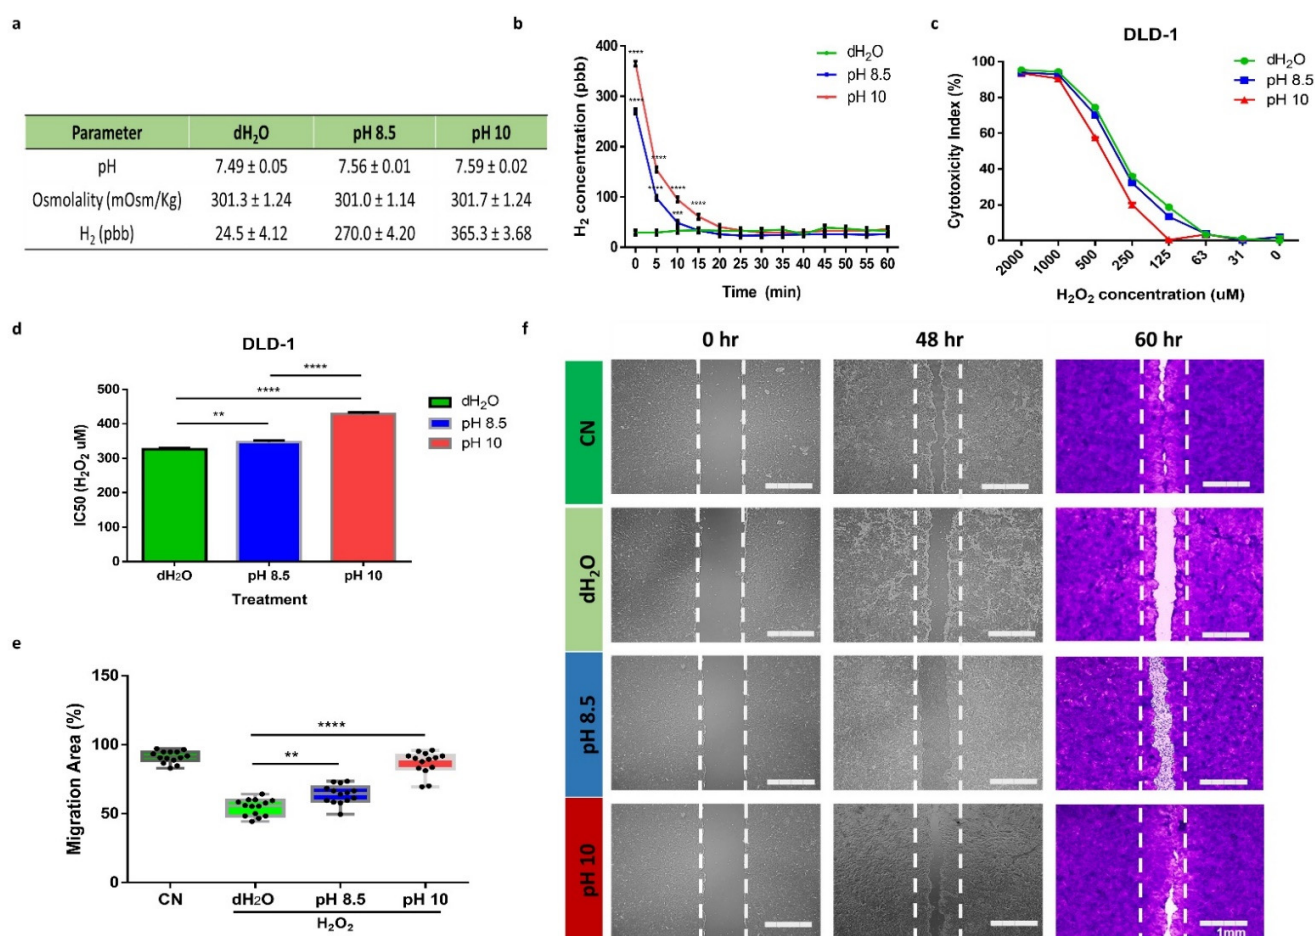 a
Parameter dH₂O pH 8.5 pH 10
pH 7.49 ± 0.05 7.56 ± 0.01 7.59 ± 0.02
Osmolality (mOsm/Kg) 301.3 ± 1.24 301.0 ± 1.14 301.7 ± 1.24
H₂ (pbb) 24.5 ± 4.12 270.0 ± 4.20 365.3 ± 3.68
b
H₂ concentration (pbb)
400
300
200
100
0
****
****
****
****
****
***
****
dH₂O
pH 8.5
pH 10
0 5 10 15 20 25 30 35 40 45 50 55 60
Time (min)
c
DLD-1
Cytotoxicity Index (%)
100
80
60
40
20
0
dH₂O
pH 8.5
pH 10
2000 1000 500 250 125 63 31 0
H₂O₂ concentration (uM)
d
DLD-1
IC50 (H₂O₂ uM)
500
400
300
200
100
0
****
****
**
dH₂O
pH 8.5
pH 10
dH₂O pH 8.5 pH 10
Treatment
e
Migration Area (%)
150
100
50
0
****
**
CN dH₂O pH 8.5 pH 10
H₂O₂
f
0 hr 48 hr 60 hr
CN
dH₂O
pH 8.5
pH 10
1mm